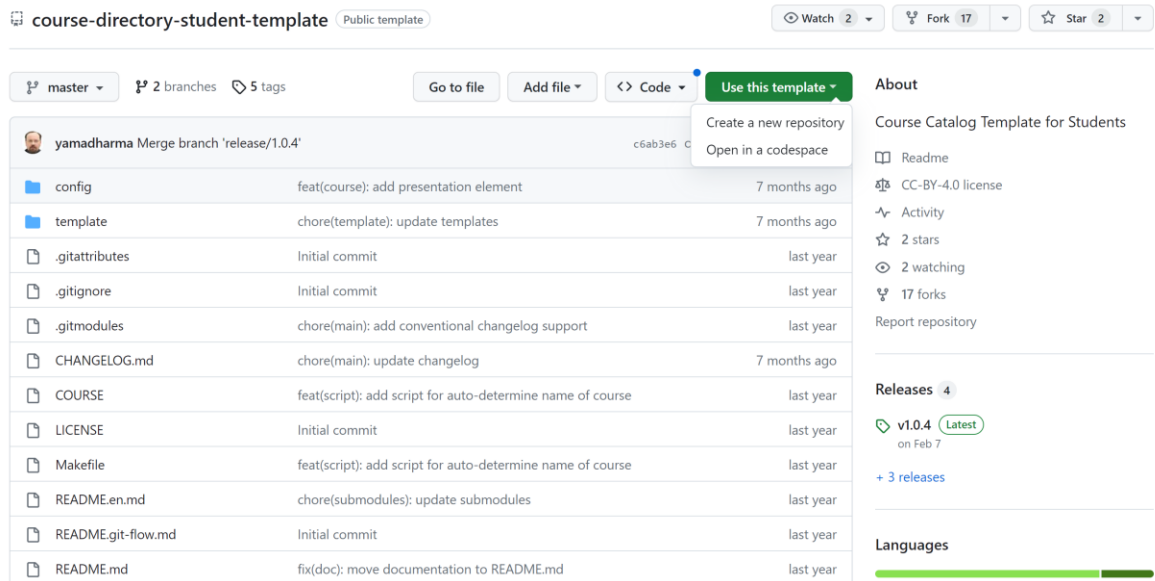 course-directory-student-template Public template
Watch 2 Fork 17 Star 2
master 2 branches 5 tags Go to file Add file Code Use this template
Create a new repository
Open in a codespace
yamadharma Merge branch 'release/1.0.4' c6ab3e6
config feat(course): add presentation element 7 months ago
template chore(template): update templates 7 months ago
.gitattributes Initial commit last year
.gitignore Initial commit last year
.gitmodules chore(main): add conventional changelog support last year
CHANGELOG.md chore(main): update changelog 7 months ago
COURSE feat(script): add script for auto-determine name of course last year
LICENSE Initial commit last year
Makefile feat(script): add script for auto-determine name of course last year
README.en.md chore(submodules): update submodules last year
README.git-flow.md Initial commit last year
README.md fix(doc): move documentation to README.md last year
About
Course Catalog Template for Students
Readme
CC-BY-4.0 license
Activity
2 stars
2 watching
17 forks
Report repository
Releases 4
v1.0.4 Latest
on Feb 7
+ 3 releases
Languages